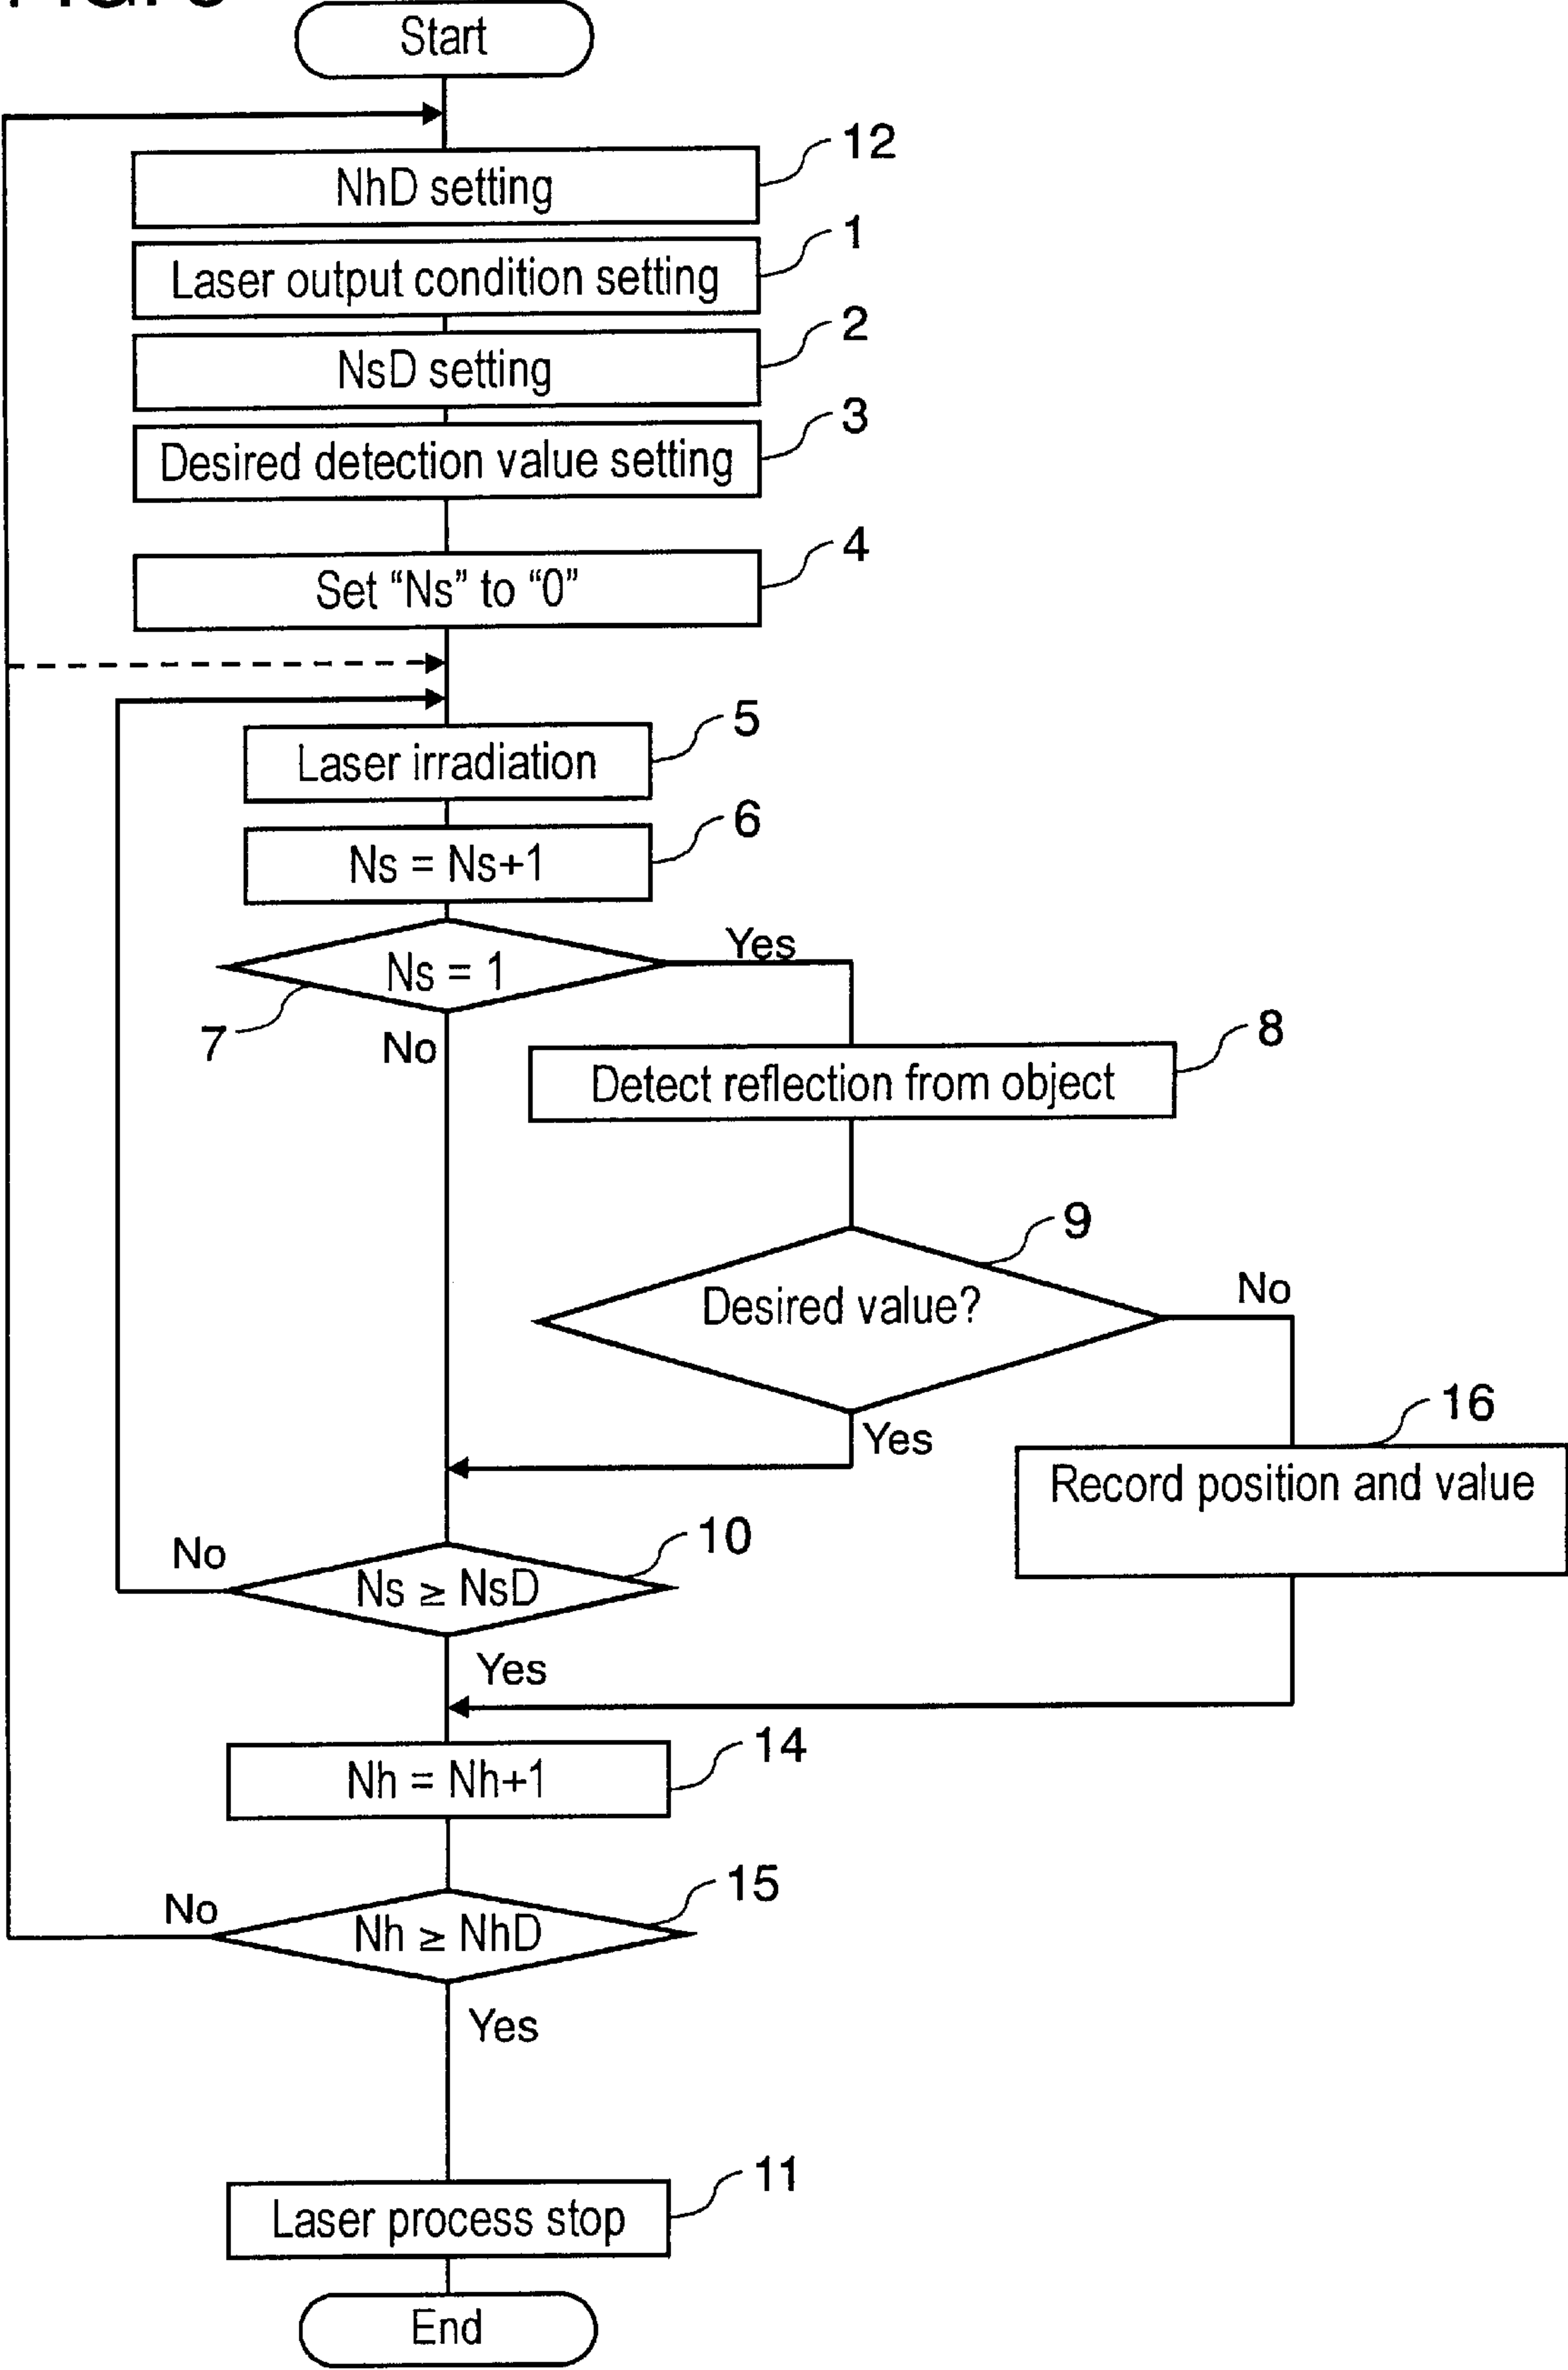 Start
12
NhD setting
1
Laser output condition setting
2
NsD setting
3
Desired detection value setting
4
Set “Ns” to “0”
5
Laser irradiation
6
Ns = Ns+1
Yes
Ns = 1
7
No
8
Detect reflection from object
9
Desired value?
No
Yes
16
Record position and value
10
No
Ns ≥ NsD
Yes
14
Nh = Nh+1
15
No
Nh ≥ NhD
Yes
11
Laser process stop
End